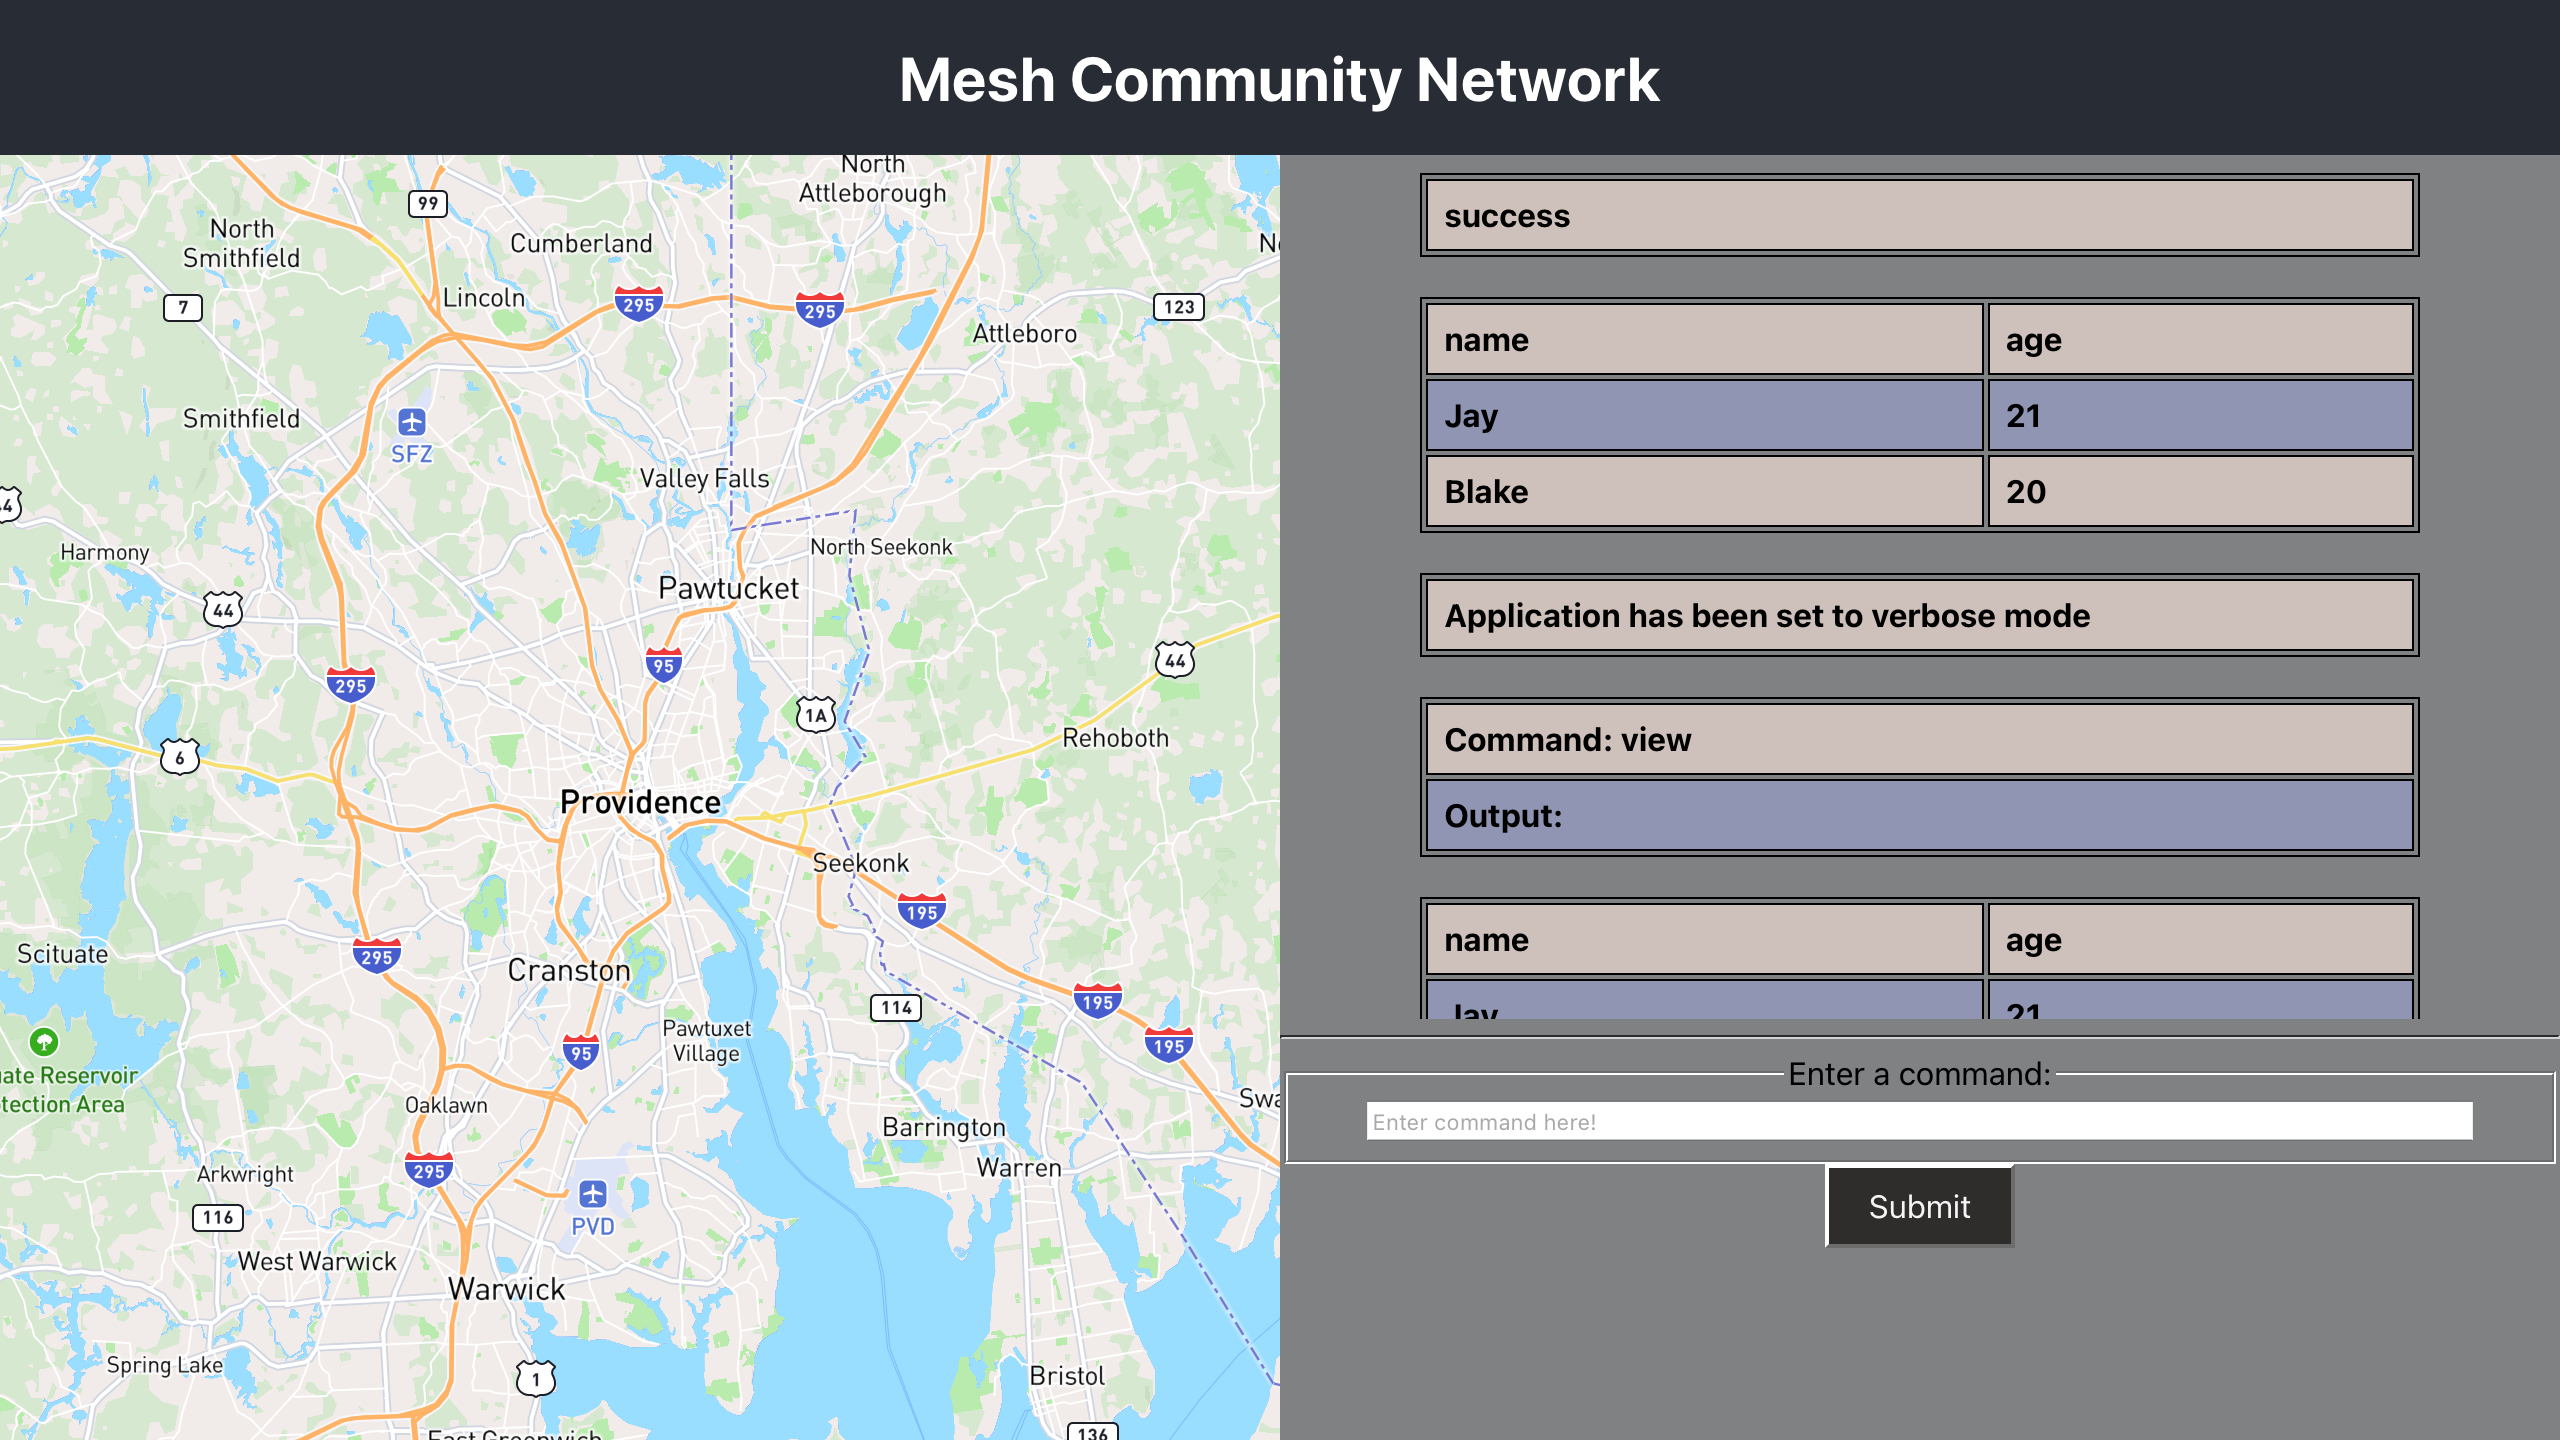 Mesh Community Network
North
Attleborough
99
North
Smithfield
Cumberland
Lincoln
295
295
7
123
Attleboro
Smithfield
SFZ
Valley Falls
Harmony
North Seekonk
Pawtucket
44
44
95
295
1A
Rehoboth
6
Providence
Seekonk
195
Scituate
295
Cranston
195
114
Pawtuxet
Village
195
95
Oaklawn
Barrington
Warren
295
Arkwright
116
PVD
West Warwick
Warwick
Spring Lake
1
Bristol
136
East Greenwich
ate Reservoir
tection Area
success
name age
Jay 21
Blake 20
Application has been set to verbose mode
Command: view
Output:
name age
Jay 21
Enter a command:
Enter command here!
Submit